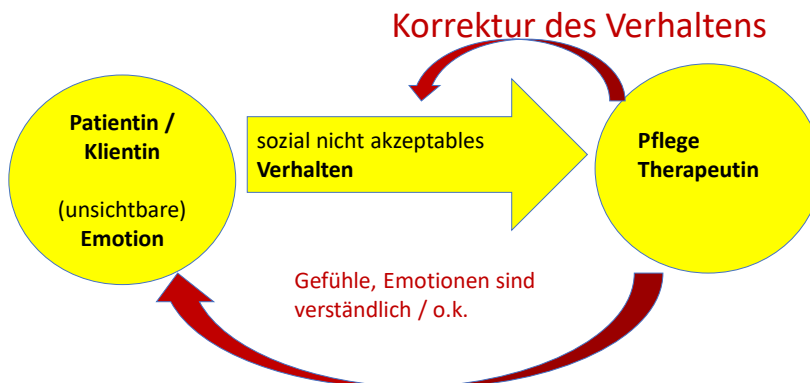 Korrektur des Verhaltens
Patientin /
Klientin
(unsichtbare)
Emotion
sozial nicht akzeptables
Verhalten
Pflege
Therapeutin
Gefühle, Emotionen sind
verständlich / o.k.